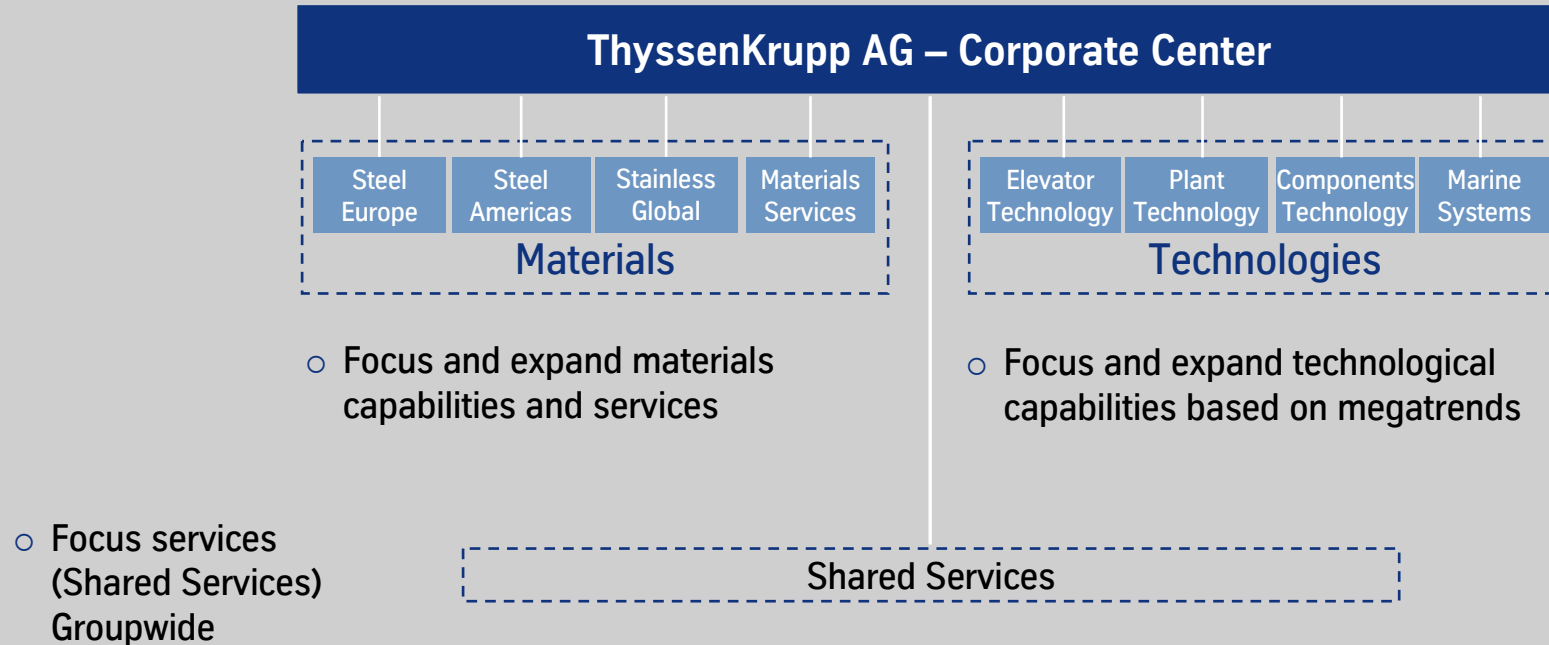 ThyssenKrupp AG – Corporate Center
Steel
Europe
Steel
Americas
Stainless
Global
Materials
Services
Materials
Elevator
Technology
Plant
Technology
Components
Technology
Marine
Systems
Technologies
○ Focus and expand materials
capabilities and services
○ Focus and expand technological
capabilities based on megatrends
○ Focus services
(Shared Services)
Groupwide
Shared Services